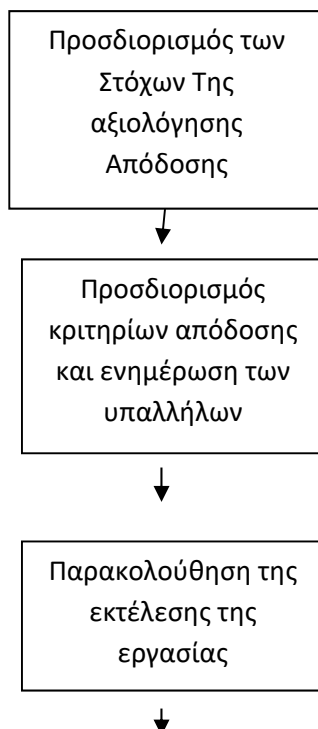 Προσδιορισμός των
Στόχων Της
αξιολόγησης
Απόδοσης
Προσδιορισμός
κριτηρίων απόδοσης
και ενημέρωση των
υπαλλήλων
Παρακολούθηση της
εκτέλεσης της
εργασίας